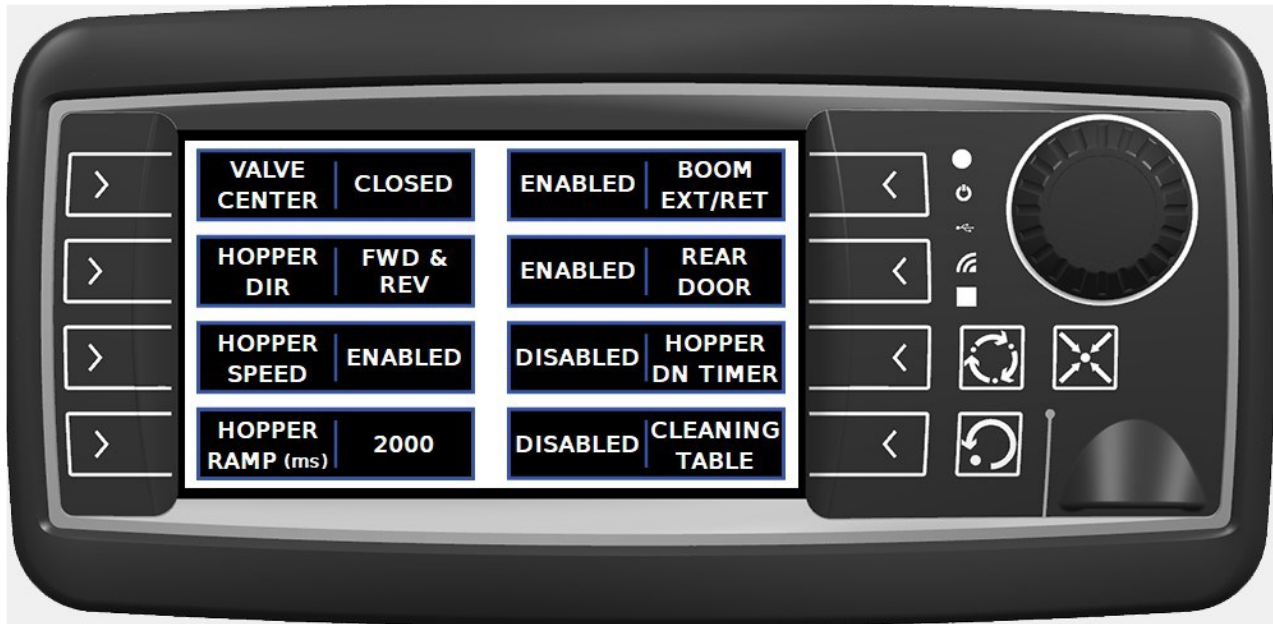 VALVE
CENTER
CLOSED
ENABLED
BOOM
EXT/RET
HOPPER
DIR
FWD &
REV
ENABLED
REAR
DOOR
HOPPER
SPEED
ENABLED
DISABLED
HOPPER
DN TIMER
HOPPER
RAMP (ms)
2000
DISABLED
CLEANING
TABLE